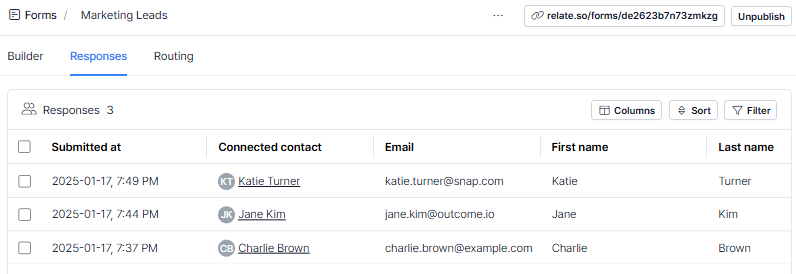 Forms / Marketing Leads ... relate.so/forms/de2623b7n73zmkzg Unpublish
Builder Responses Routing
Responses 3 Columns Sort Filter
Submitted at Connected contact Email First name Last name
2025-01-17, 7:49 PM KT Katie Turner katie.turner@snap.com Katie Turner
2025-01-17, 7:44 PM JK Jane Kim jane.kim@outcome.io Jane Kim
2025-01-17, 7:37 PM CB Charlie Brown charlie.brown@example.com Charlie Brown